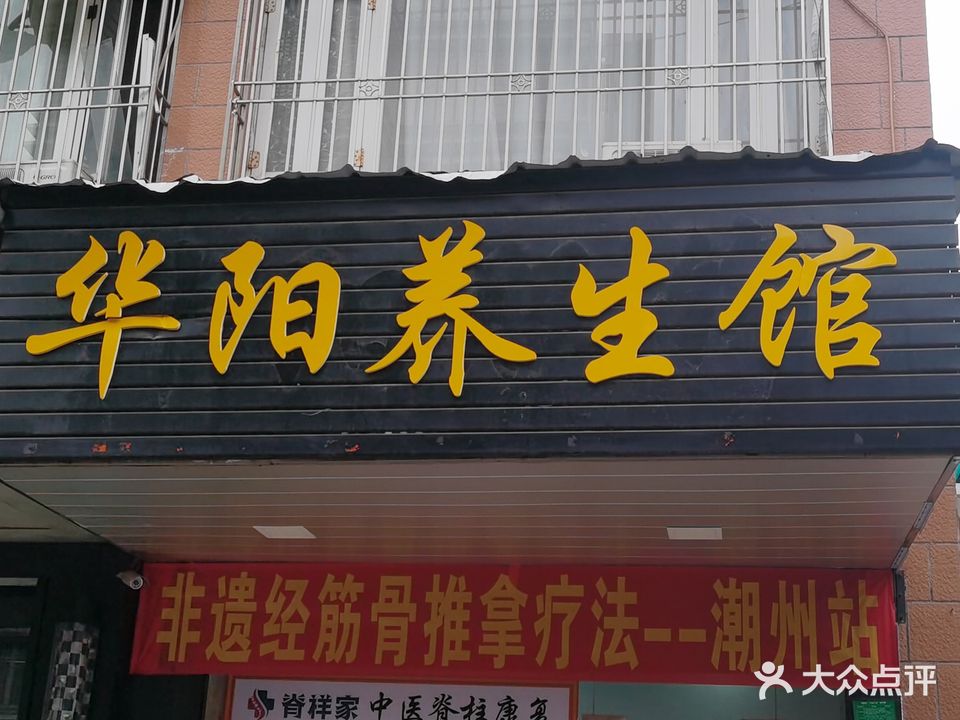 华阳养生馆
非遗经筋骨推拿疗法--潮州站
脊样家 中医脊柱康复
大众点评